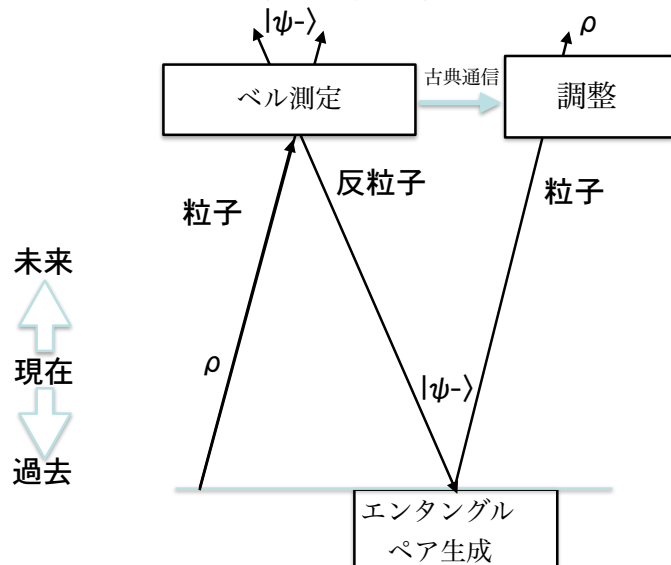 |ψ-⟩
ρ
ベル測定
古典通信
調整
粒子
反粒子
粒子
未来
現在
過去
ρ
|ψ-⟩
エンタングル
ペア生成